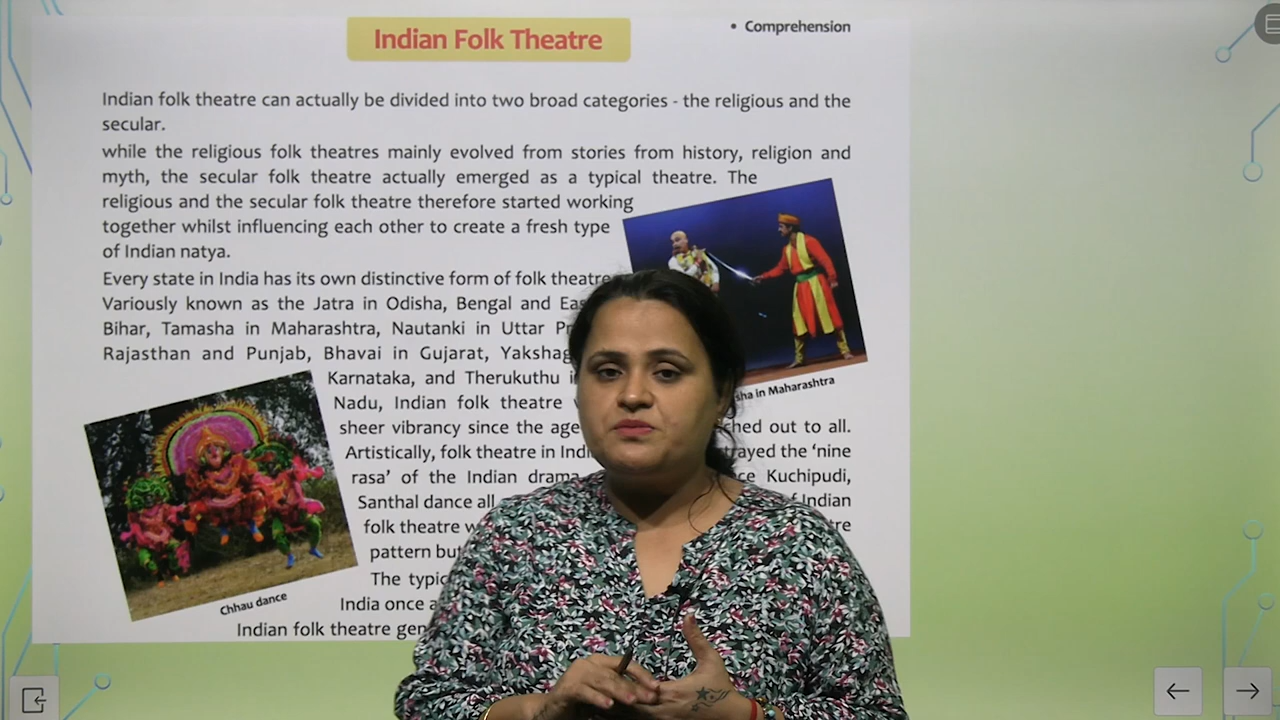 Indian Folk Theatre
• Comprehension
Indian folk theatre can actually be divided into two broad categories - the religious and the
secular.
while the religious folk theatres mainly evolved from stories from history, religion and
myth, the secular folk theatre actually emerged as a typical theatre. The
religious and the secular folk theatre therefore started working
together whilst influencing each other to create a fresh type
of Indian natya.
Every state in India has its own distinctive form of folk theatre
Variously known as the Jatra in Odisha, Bengal and
Bihar, Tamasha in Maharashtra, Nautanki in Uttar
Rajasthan and Punjab, Bhavai in Gujarat,
Karnataka, and Therukuthu
in Maharashtra
Nadu, Indian folk theatre
sheer vibrancy since the out to all.
Artistically, folk theatre in the 'nine
rasa' of the Indian Kuchipudi,
Santhal dance all Indian
folk theatre
pattern
The
Chhau dance
India once
Indian folk theatre